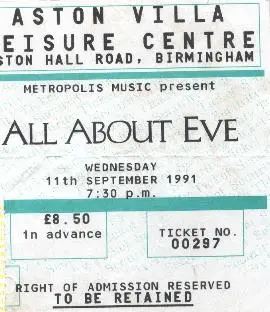 ASTON VILLA
EISURE CENTRE
STON HALL ROAD, BIRMINGHAM
METROPOLIS MUSIC present
ALL ABOUT EVE
WEDNESDAY
11th SEPTEMBER 1991
7:30 p.m.
£8.50
in advance
TICKET NO.
00297
RIGHT OF ADMISSION RESERVED
TO BE RETAINED